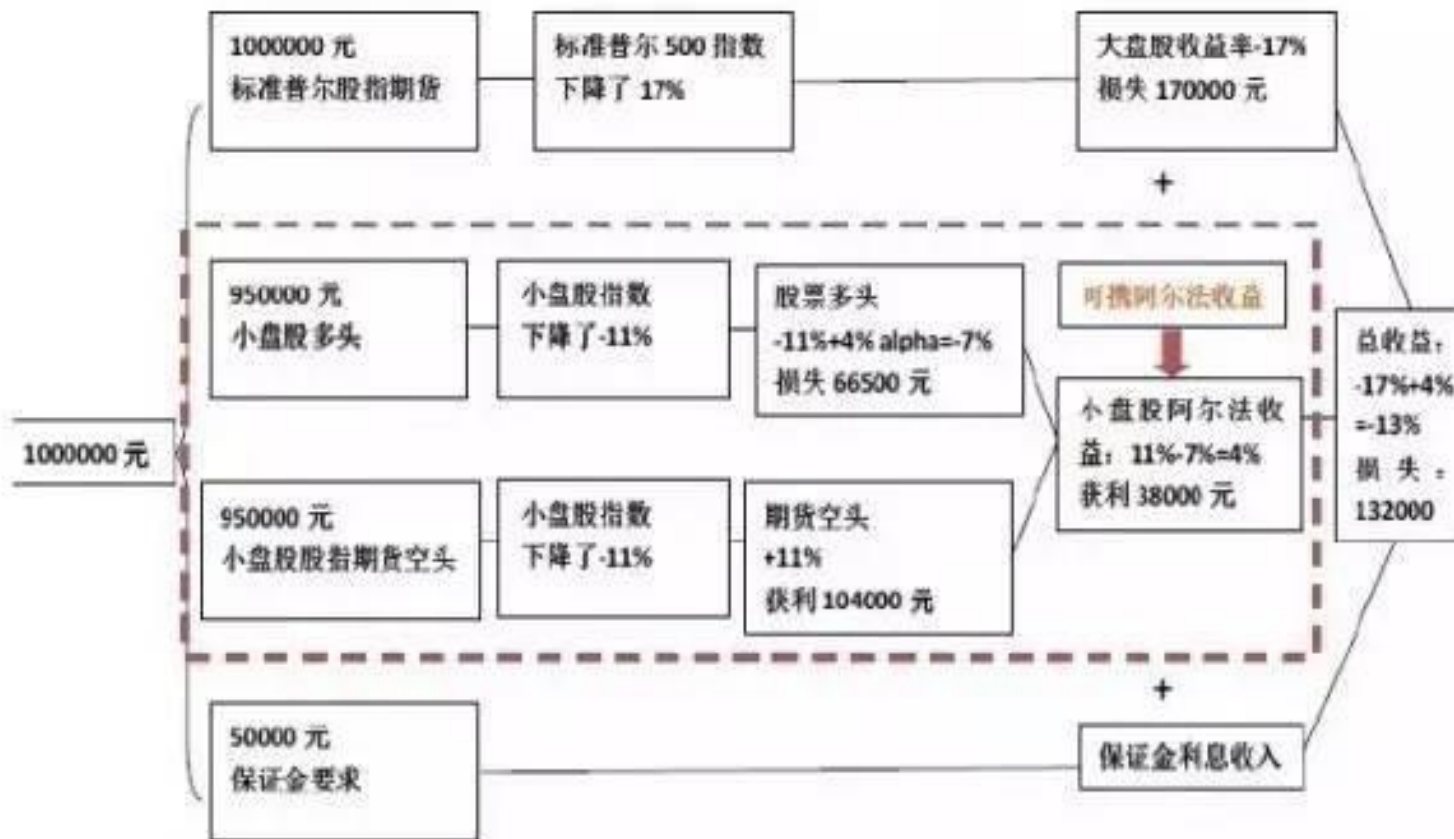 1000000 元
标准普尔股指期货
标准普尔 500 指数
下降了 17%
大盘股收益率-17%
损失 170000 元
+
950000 元
小盘股多头
小盘股指数
下降了-11%
股票多头
-11%+4% alpha=-7%
损失 66500 元
可携阿尔法收益
小盘股阿尔法收
益：11%-7%=4%
获利 38000 元
总收益：
-17%+4%
=-13%
损失：
132000
1000000 元
950000 元
小盘股股指期货空头
小盘股指数
下降了-11%
期货空头
+11%
获利 104000 元
+
50000 元
保证金要求
保证金利息收入